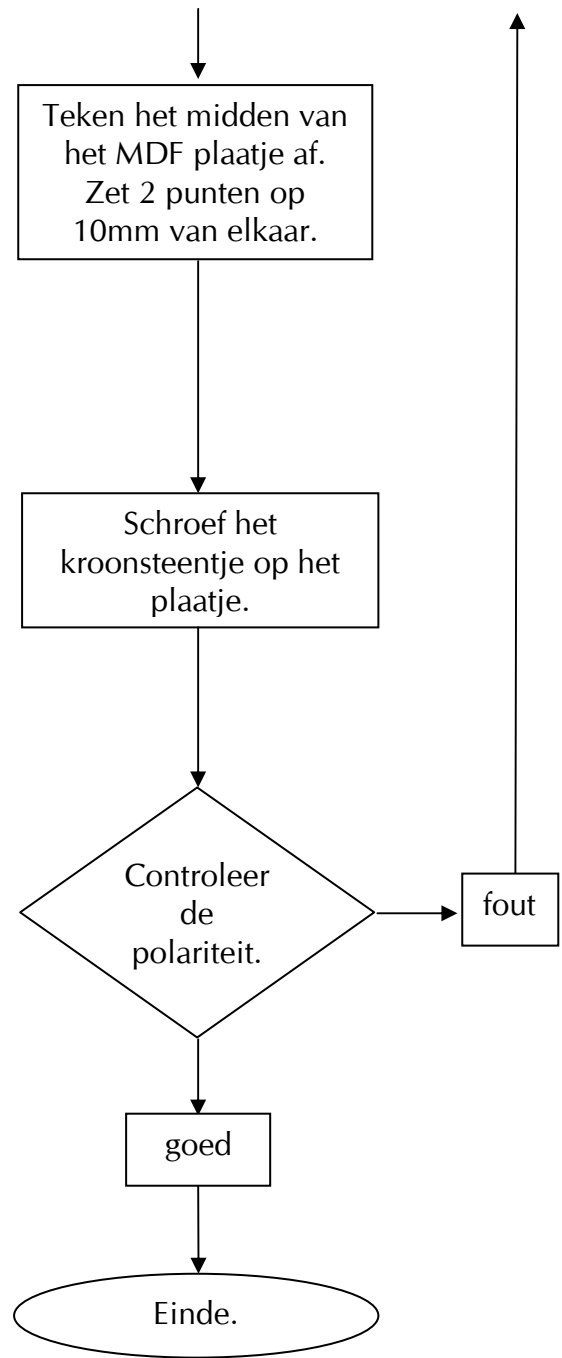 Teken het midden van
het MDF plaatje af.
Zet 2 punten op
10mm van elkaar.
Schroef het
kroonsteentje op het
plaatje.
Controleer
de
polariteit.
fout
goed
Einde.